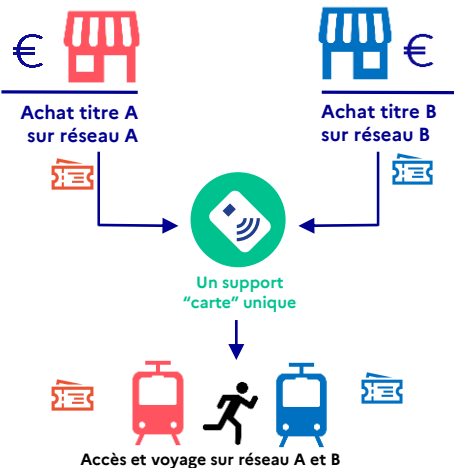 €
€
Achat titre A
sur réseau A
Achat titre B
sur réseau B
Un support
“carte” unique
Accès et voyage sur réseau A et B